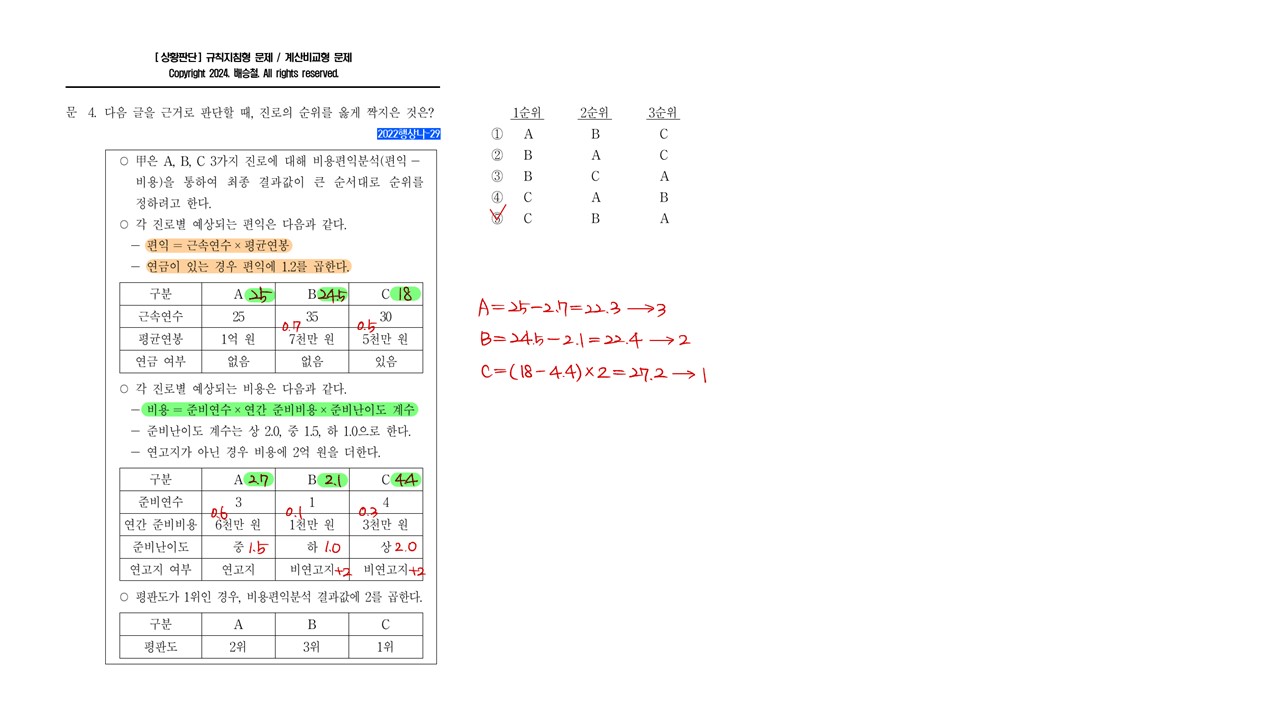 [ 상황판단 ] 규칙지침형 문제 / 계산비교형 문제
Copyright 2024. 배승철. All rights reserved.
문 4. 다음 글을 근거로 판단할 때, 진로의 순위를 옳게 짝지은 것은?
2022행상나-29
○ 甲은 A, B, C 3가지 진로에 대해 비용편익분석(편익 −
비용)을 통하여 최종 결과값이 큰 순서대로 순위를
정하려고 한다.
○ 각 진로별 예상되는 편익은 다음과 같다.
− 편익 = 근속연수 × 평균연봉
− 연금이 있는 경우 편익에 1.2를 곱한다.
구분 A 25 B 24.5 C 18
근속연수 25 35 30
0.7 0.5
평균연봉 1억 원 7천만 원 5천만 원
연금 여부 없음 없음 있음
○ 각 진로별 예상되는 비용은 다음과 같다.
− 비용 = 준비연수 × 연간 준비비용 × 준비난이도 계수
− 준비난이도 계수는 상 2.0, 중 1.5, 하 1.0으로 한다.
− 연고지가 아닌 경우 비용에 2억 원을 더한다.
구분 A 2.7 B 2.1 C 4.4
준비연수 3 1 4
0.6 0.1 0.3
연간 준비비용 6천만 원 1천만 원 3천만 원
준비난이도 중 1.5 하 1.0 상 2.0
연고지 여부 연고지 비연고지+2 비연고지+2
○ 평판도가 1위인 경우, 비용편익분석 결과값에 2를 곱한다.
구분 A B C
평판도 2위 3위 1위
1순위 2순위 3순위
① A B C
② B A C
③ B C A
④ C A B
⑤ C B A
A=25-2.7=22.3 →3
B=24.5-2.1=22.4 →2
C=(18-4.4)×2=27.2 →1